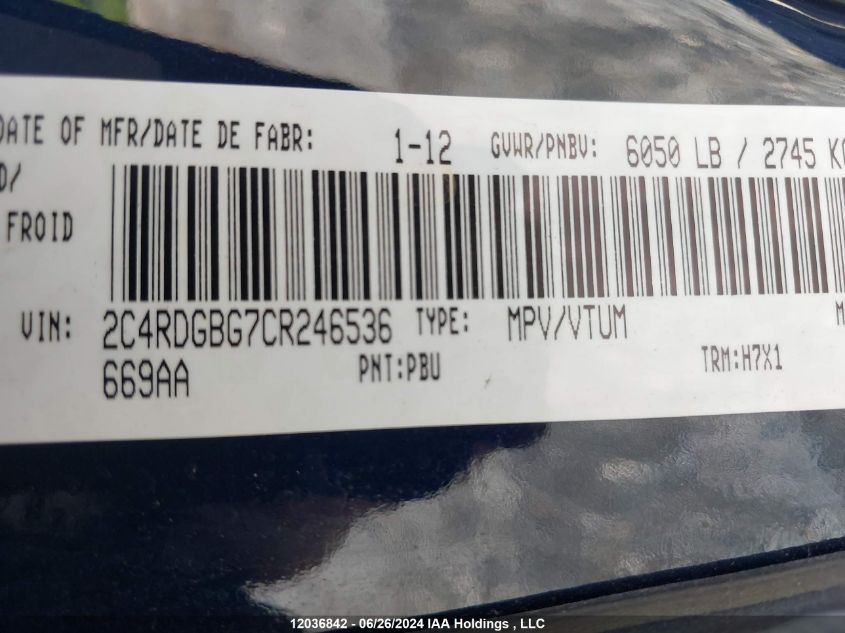 DATE OF MFR/DATE DE FABR: 1-12 GVWR/PNBV: 6050 LB / 2745 KG
FROID
VIN: 2C4RDGBG7CR246536 TYPE: MPV/VTUM
669AA PNT:PBU TRM:H7X1
12036842 - 06/26/2024 IAA Holdings , LLC